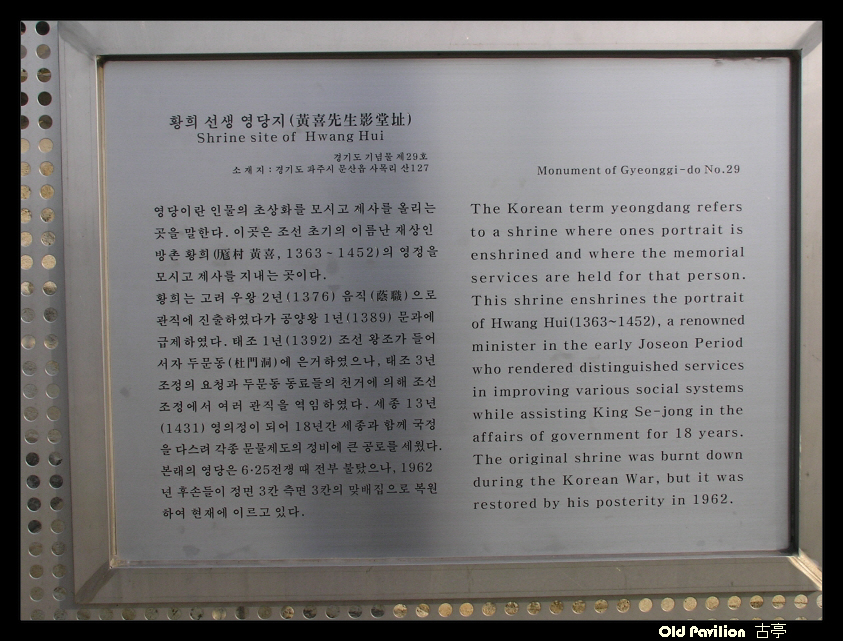 황희 선생 영당지(黃喜先生影堂址)
Shrine site of Hwang Hui
경기도 기념물 제29호
소 재 지 : 경기도 파주시 문산읍 사목리 산127
영당이란 인물의 초상화를 모시고 제사를 올리는
곳을 말한다. 이곳은 조선 초기의 이름난 재상인
방촌 황희(厖村 黃喜, 1363 ~ 1452)의 영정을
모시고 제사를 지내는 곳이다.
황희는 고려 우왕 2년(1376) 음직(蔭職)으로
관직에 진출하였다가 공양왕 1년(1389) 문과에
급제하였다. 태조 1년(1392) 조선 왕조가 들어
서자 두문동(杜門洞)에 은거하였으나, 태조 3년
조정의 요청과 두문동 동료들의 천거에 의해 조선
조정에서 여러 관직을 역임하였다. 세종 13년
(1431) 영의정이 되어 18년간 세종과 함께 국정
을 다스려 각종 문물제도의 정비에 큰 공로를 세웠다.
본래의 영당은 6·25전쟁 때 전부 불탔으나, 1962
년 후손들이 정면 3칸 측면 3칸의 맞배집으로 복원
하여 현재에 이르고 있다.
Monument of Gyeonggi-do No.29
The Korean term yeongdang refers
to a shrine where ones portrait is
enshrined and where the memorial
services are held for that person.
This shrine enshrines the portrait
of Hwang Hui(1363~1452), a renowned
minister in the early Joseon Period
who rendered distinguished services
in improving various social systems
while assisting King Se-jong in the
affairs of government for 18 years.
The original shrine was burnt down
during the Korean War, but it was
restored by his posterity in 1962.
Old Pavilion 古亭